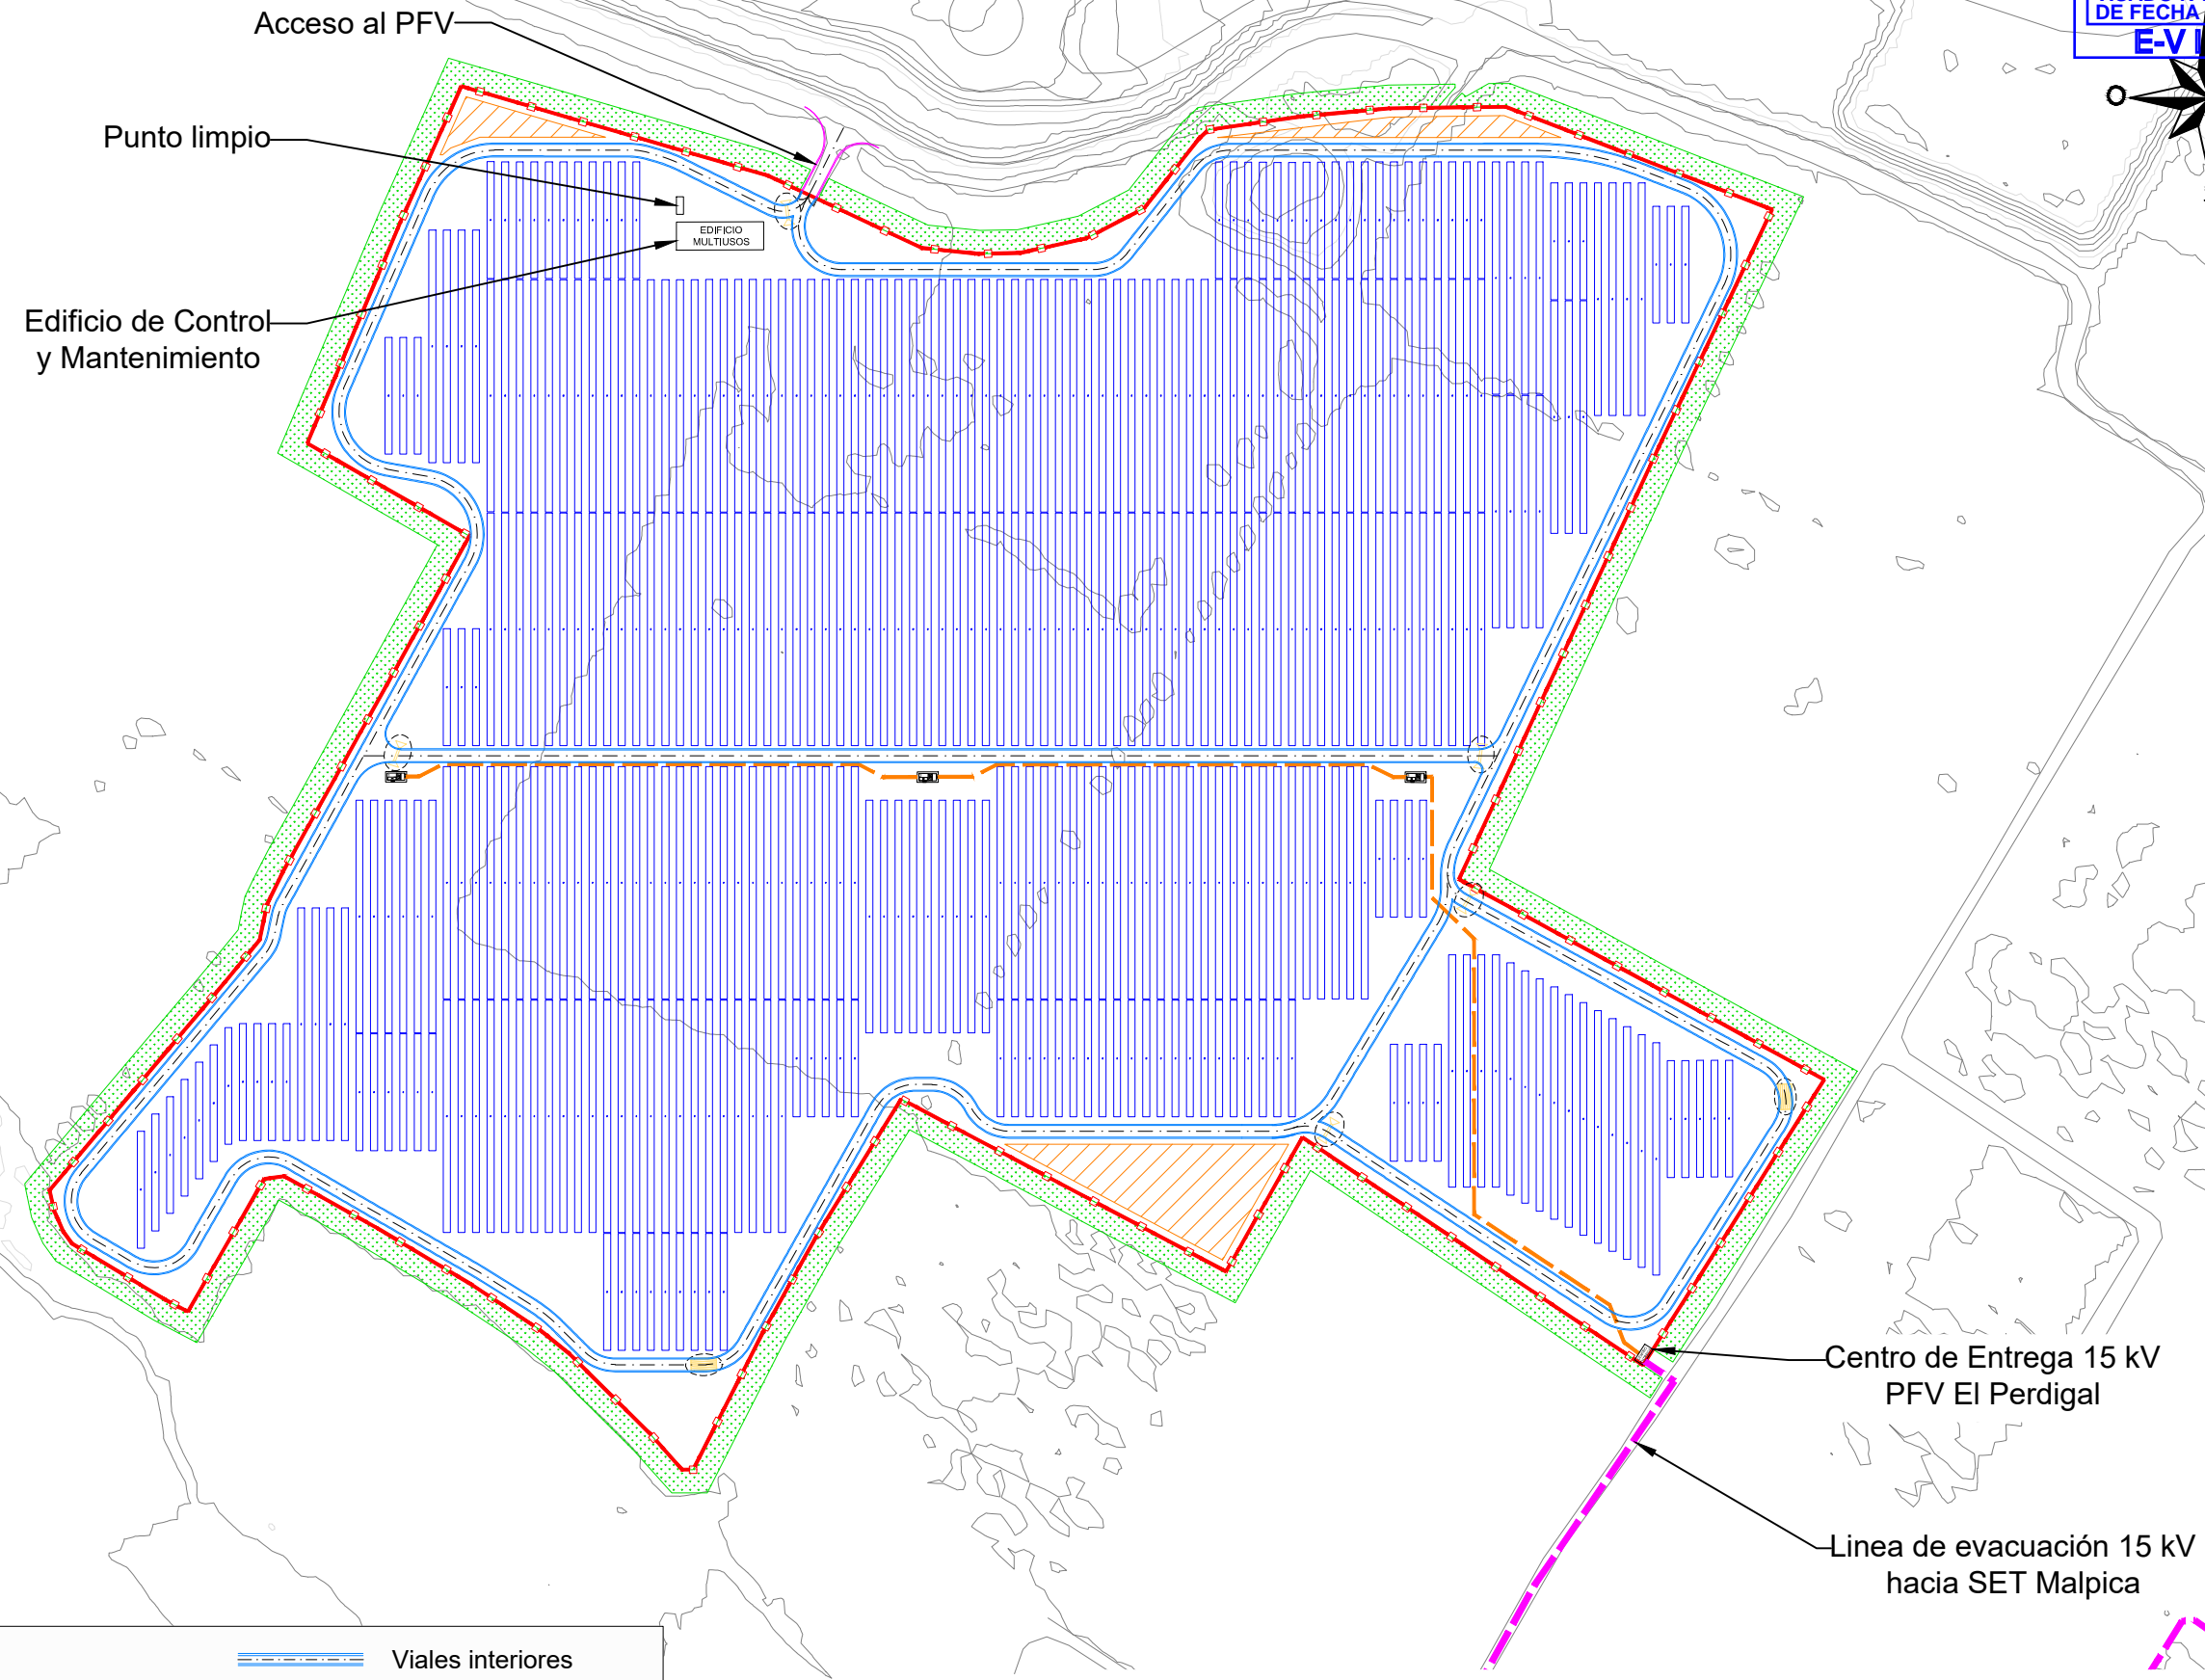 Acceso al PFV
DE FECHA
E-V
O
Punto limpio
EDIFICIO
MULTIUSOS
Edificio de Control
y Mantenimiento
Centro de Entrega 15 kV
PFV El Perdigal
Linea de evacuación 15 kV
hacia SET Malpica
Viales interiores